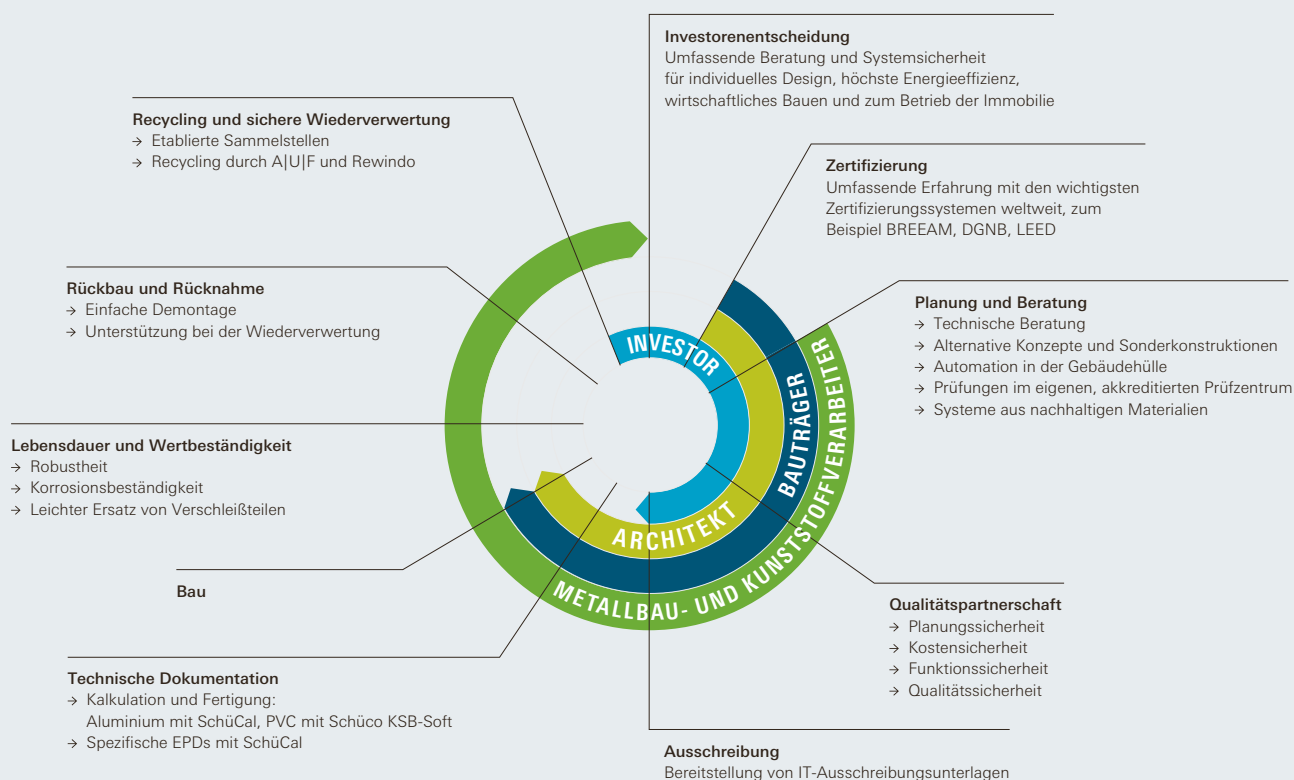 Investorenentscheidung
Umfassende Beratung und Systemsicherheit
für individuelles Design, höchste Energieeffizienz,
wirtschaftliches Bauen und zum Betrieb der Immobilie
Zertifizierung
Umfassende Erfahrung mit den wichtigsten
Zertifizierungssystemen weltweit, zum
Beispiel BREEAM, DGNB, LEED
Planung und Beratung
→ Technische Beratung
→ Alternative Konzepte und Sonderkonstruktionen
→ Automation in der Gebäudehülle
→ Prüfungen im eigenen, akkreditierten Prüfzentrum
→ Systeme aus nachhaltigen Materialien
Qualitätspartnerschaft
→ Planungssicherheit
→ Kostensicherheit
→ Funktionssicherheit
→ Qualitätssicherheit
Ausschreibung
Bereitstellung von IT-Ausschreibungsunterlagen
Technische Dokumentation
→ Kalkulation und Fertigung:
Aluminium mit SchüCal, PVC mit Schüco KSB-Soft
→ Spezifische EPDs mit SchüCal
Bau
Lebensdauer und Wertbeständigkeit
→ Robustheit
→ Korrosionsbeständigkeit
→ Leichter Ersatz von Verschleißteilen
Rückbau und Rücknahme
→ Einfache Demontage
→ Unterstützung bei der Wiederverwertung
Recycling und sichere Wiederverwertung
→ Etablierte Sammelstellen
→ Recycling durch A|U|F und Rewindo
INVESTOR
ARCHITEKT
BAUTRÄGER
METALLBAU- UND KUNSTSTOFFVERARBEITER